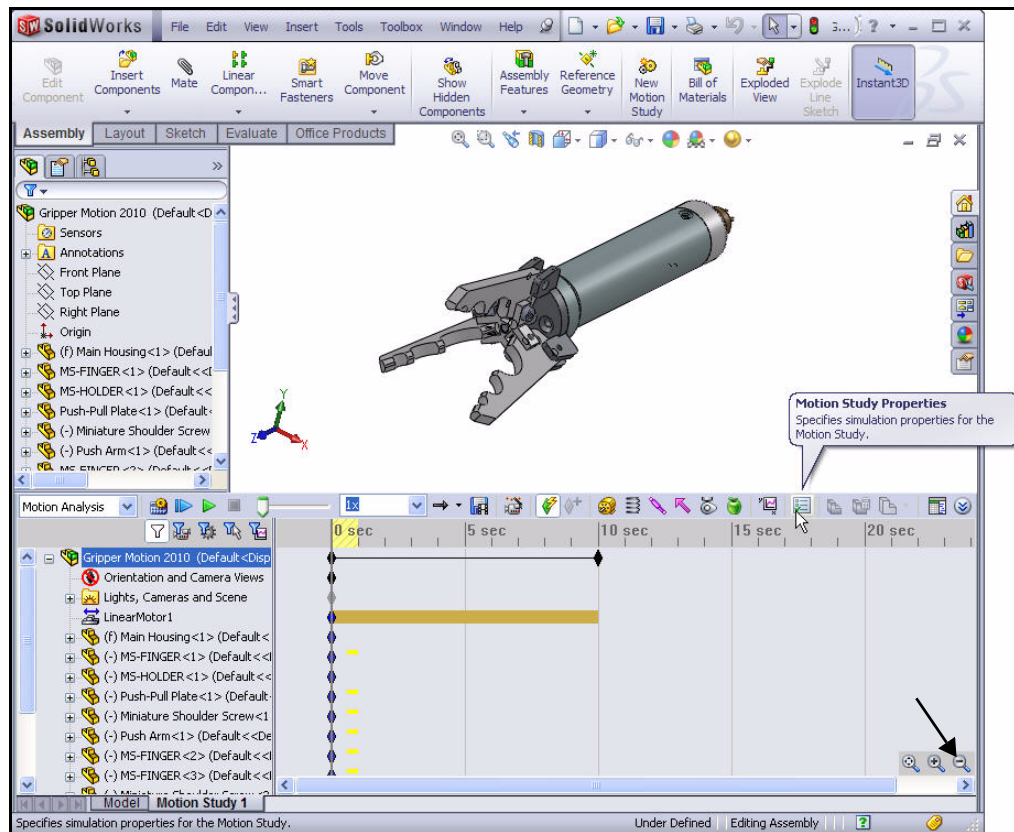 SolidWorks File Edit View Insert Tools Toolbox Window Help 3...) ?
Edit Component
Insert Components
Mate
Linear Compon...
Smart Fasteners
Move Component
Show Hidden Components
Assembly Features
Reference Geometry
New Motion Study
Bill of Materials
Exploded View
Explode Line Sketch
Instant3D
Assembly Layout Sketch Evaluate Office Products
Gripper Motion 2010 (Default<D
Sensors
Annotations
Front Plane
Top Plane
Right Plane
Origin
(f) Main Housing<1> (Defaul
MS-FINGER<1> (Default<<D
MS-HOLDER<1> (Default<<
Push-Pull Plate<1> (Default<
(-) Miniature Shoulder Screw
(-) Push Arm<1> (Default<<
MS-FINGER<2> (Default<<D
Y
Z X
Motion Study Properties
Specifies simulation properties for the
Motion Study.
Motion Analysis 1x
0 sec 5 sec 10 sec 15 sec 20 sec
Gripper Motion 2010 (Default<Disp
Orientation and Camera Views
Lights, Cameras and Scene
LinearMotor1
(f) Main Housing<1> (Default<
(-) MS-FINGER<1> (Default<<I
(-) MS-HOLDER<1> (Default<<
(-) Push-Pull Plate<1> (Default
(-) Miniature Shoulder Screw<1
(-) Push Arm<1> (Default<<De
(-) MS-FINGER<2> (Default<<I
(-) MS-FINGER<3> (Default<<I
Model Motion Study 1
Specifies simulation properties for the Motion Study. Under Defined Editing Assembly